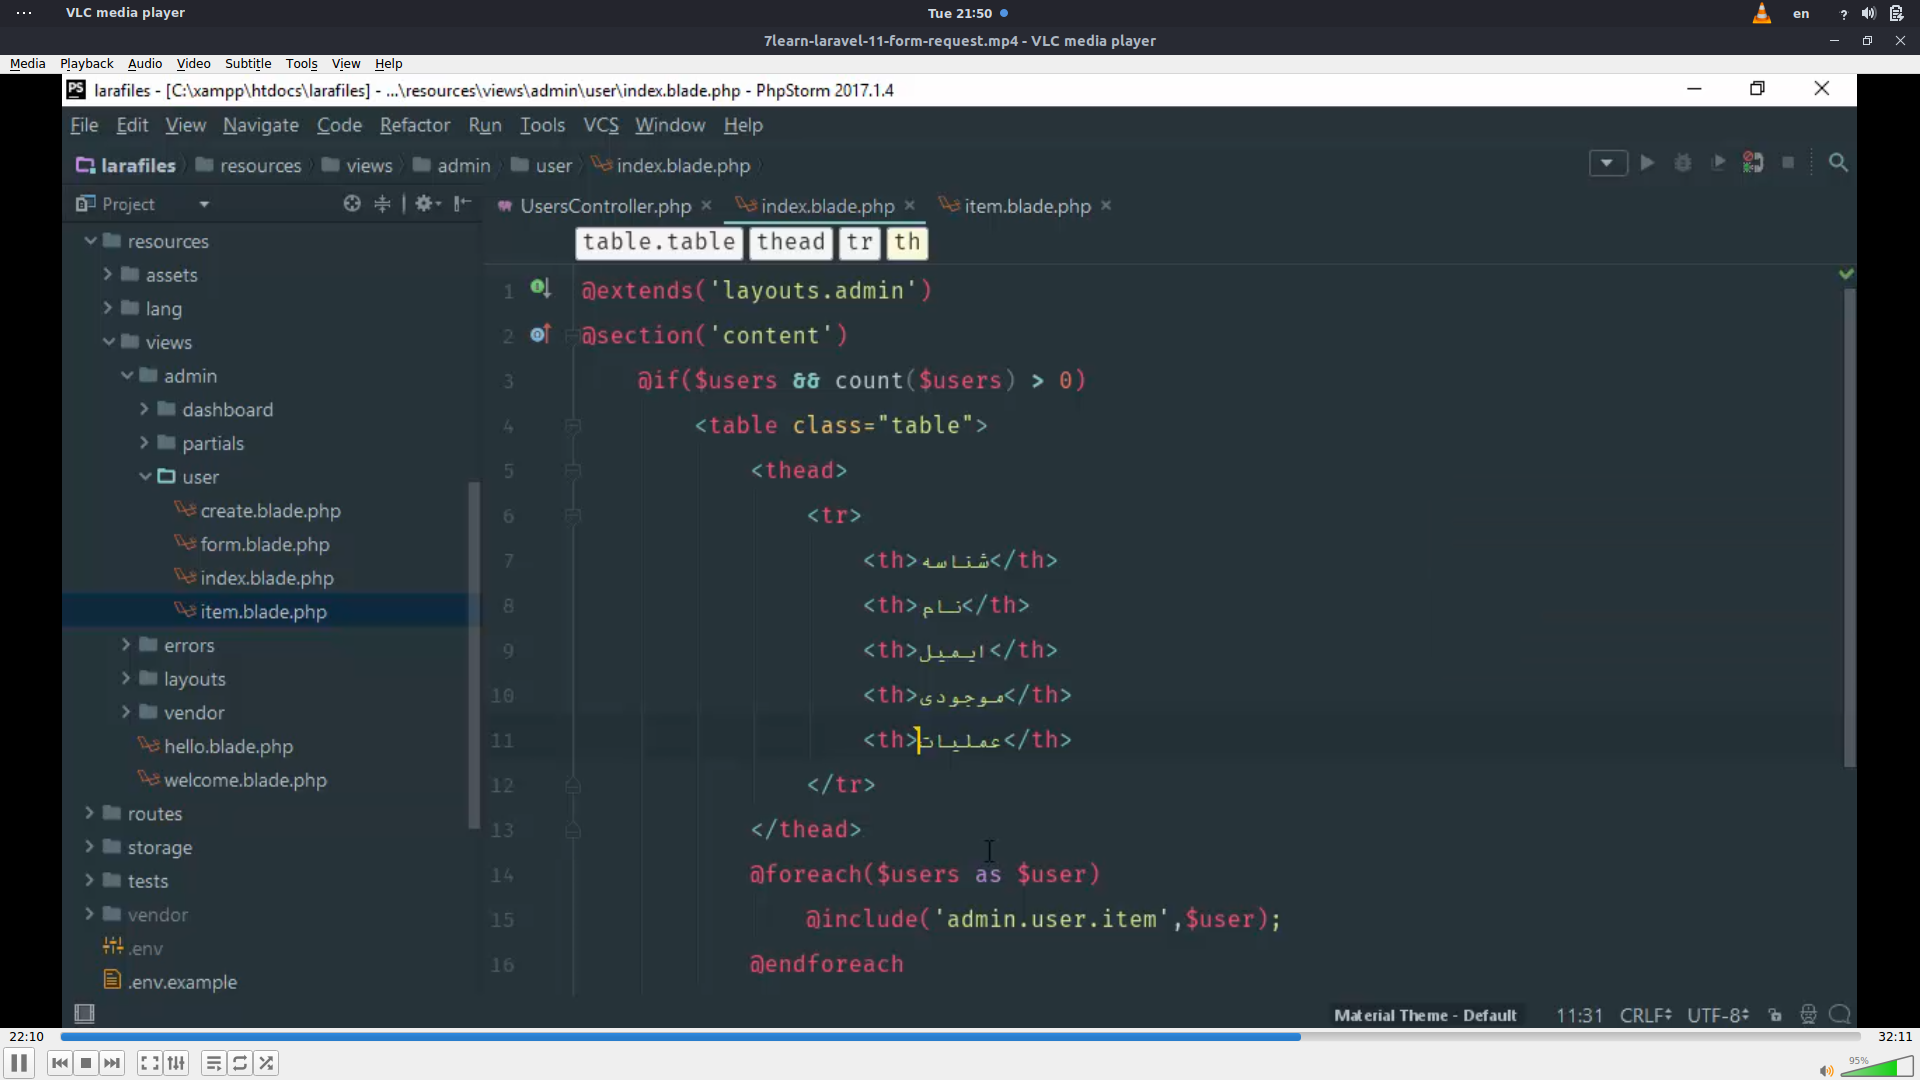 VLC media player
Tue 21:50
en
7learn-laravel-11-form-request.mp4 - VLC media player
Media Playback Audio Video Subtitle Tools View Help
PS larafiles - [C:\xampp\htdocs\larafiles] - ...\resources\views\admin\user\index.blade.php - PhpStorm 2017.1.4
File Edit View Navigate Code Refactor Run Tools VCS Window Help
larafiles resources views admin user index.blade.php
Project
UsersController.php index.blade.php item.blade.php
table.table thead tr th
resources
assets
lang
views
admin
dashboard
partials
user
create.blade.php
form.blade.php
index.blade.php
item.blade.php
errors
layouts
vendor
hello.blade.php
welcome.blade.php
routes
storage
tests
vendor
.env
.env.example
1 @extends('layouts.admin')
2 @section('content')
3 @if($users && count($users) > 0)
4 <table class="table">
5 <thead>
6 <tr>
7 <th>شناسه</th>
8 <th>نام</th>
9 <th>ایمیل</th>
10 <th>موجودی</th>
11 <th>عملیات</th>
12 </tr>
13 </thead>
14 @foreach($users as $user)
15 @include('admin.user.item',$user);
16 @endforeach
Material Theme - Default 11:31 CRLF UTF-8
22:10
32:11
95%